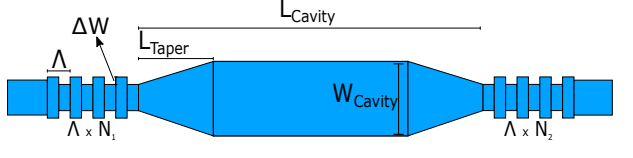 L_Cavity
ΔW
L_Taper
Λ
W_Cavity
Λ x N_1
Λ x N_2